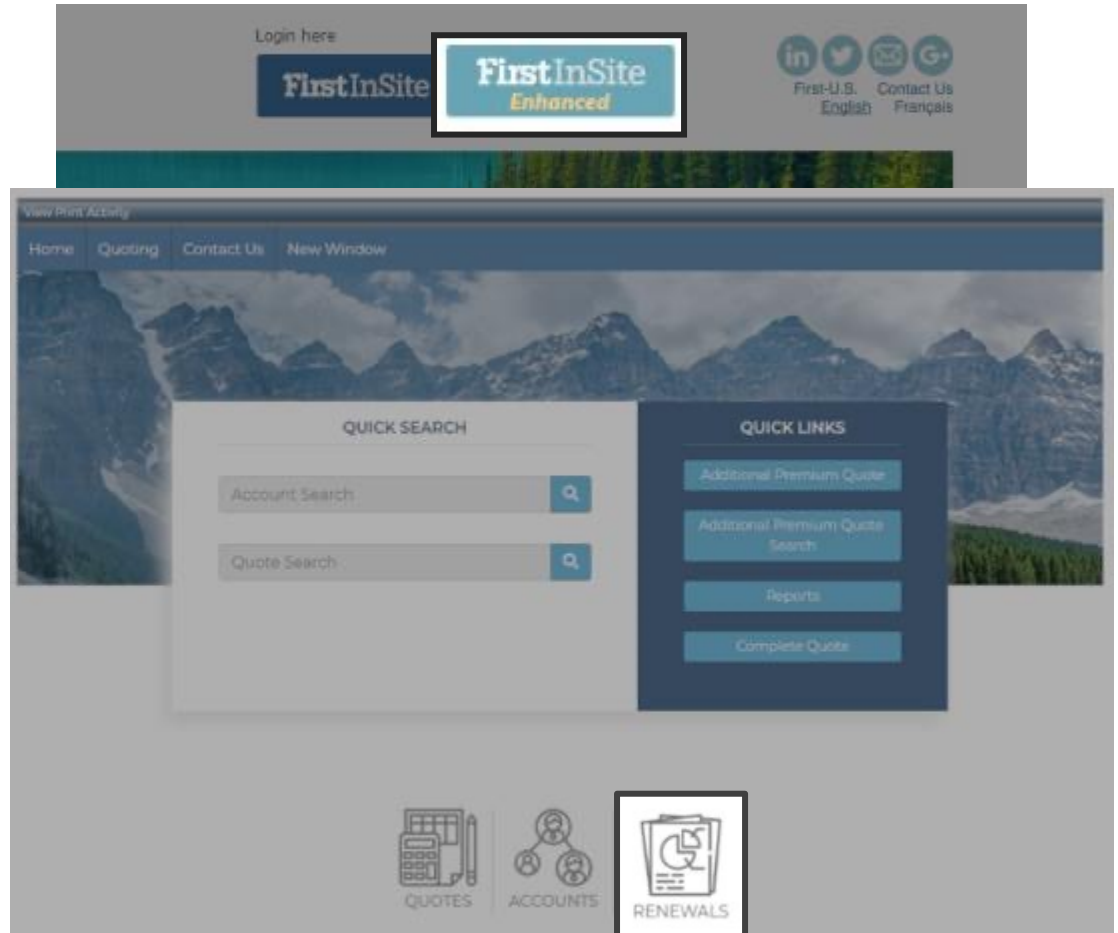 Login here
FirstInSite
FirstInSite
Enhanced
in
G+
First-U.S. Contact Us
English Français
View Print Activity
Home Quoting Contact Us New Window
QUICK SEARCH
Account Search
Quote Search
QUICK LINKS
Additional Premium Quote
Additional Premium Quote
Search
Reports
Complete Quote
QUOTES
ACCOUNTS
RENEWALS